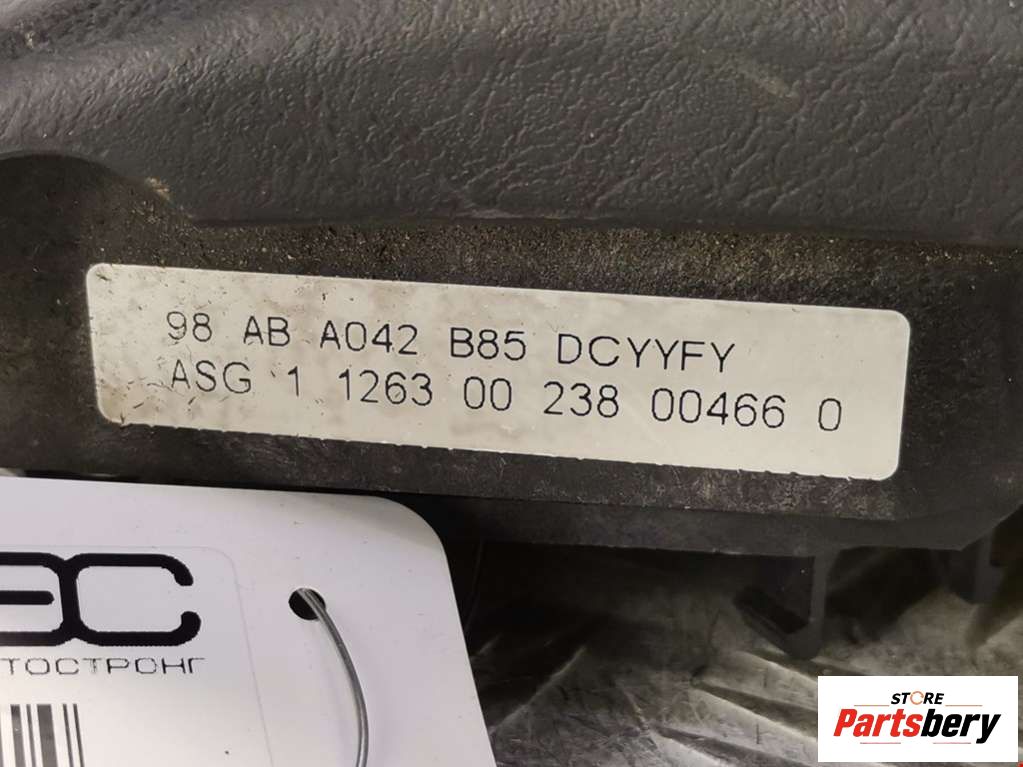 98 AB A042 B85 DCYYFY
ASG 1 1263 00 238 00466 0
STORE
Partsbery